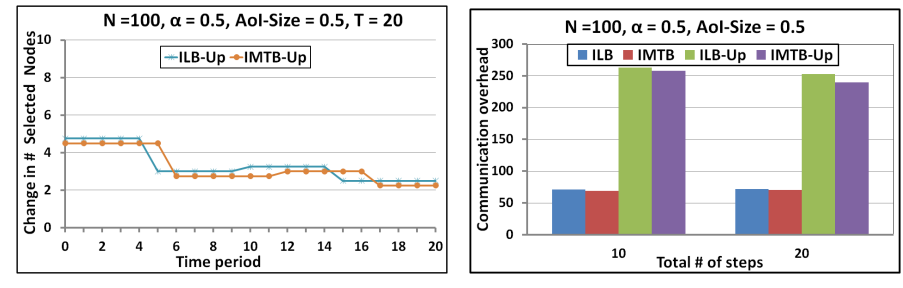 N =100, α = 0.5, AoI-Size = 0.5, T = 20
ILB-Up IMTB-Up
Change in # Selected Nodes
10
8
6
4
2
0
0 2 4 6 8 10 12 14 16 18 20
Time period
N =100, α = 0.5, AoI-Size = 0.5
ILB IMTB ILB-Up IMTB-Up
Communication overhead
300
250
200
150
100
50
0
10 20
Total # of steps